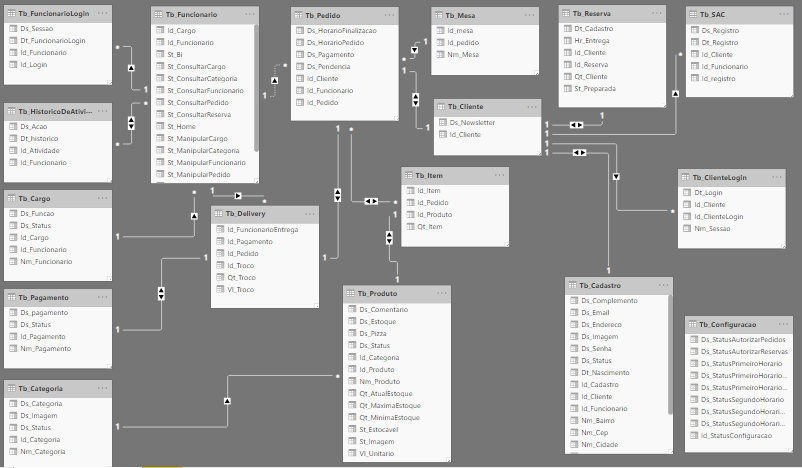 Tb_FuncionarioLogin
Ds_Sessao
Dt_FuncionarioLogin
Id_Funcionario
Id_Login
Tb_HistoricoDeAtivi...
Ds_Acao
Dt_historico
Id_Atividade
Id_Funcionario
Tb_Cargo
Ds_Funcao
Ds_Status
Id_Cargo
Id_Funcionario
Nm_Funcionario
Tb_Pagamento
Ds_pagamento
Ds_Status
Id_Pagamento
Nm_Pagamento
Tb_Categoria
Ds_Categoria
Ds_Imagem
Ds_Status
Id_Categoria
Nm_Categoria
Tb_Funcionario
Id_Cargo
Id_Funcionario
St_Bi
St_ConsultarCargo
St_ConsultarCategoria
St_ConsultarFuncionario
St_ConsultarPedido
St_ConsultarReserva
St_Home
St_ManipularCargo
St_ManipularCategoria
St_ManipularFuncionario
St_ManipularPedido
Tb_Delivery
Id_FuncionarioEntrega
Id_Pagamento
Id_Pedido
Id_Troco
Qt_Troco
Vl_Troco
Tb_Pedido
Ds_HorarioFinalizacao
Ds_HorarioPedido
Ds_Pagamento
Ds_Pendencia
Id_Cliente
Id_Funcionario
Id_Pedido
Tb_Mesa
Id_mesa
Id_pedido
Nm_Mesa
Tb_Cliente
Ds_Newsletter
Id_Cliente
Tb_Item
Id_Item
Id_Pedido
Id_Produto
Qt_Item
Tb_Produto
Ds_Comentario
Ds_Estoque
Ds_Pizza
Ds_Status
Id_Categoria
Id_Produto
Nm_Produto
Qt_AtualEstoque
Qt_MaximaEstoque
Qt_MinimaEstoque
St_Estocavel
St_Imagem
Vl_Unitario
Tb_Reserva
Dt_Cadastro
Hr_Entrega
Id_Cliente
Id_Reserva
Qt_Cliente
St_Preparada
Tb_SAC
Ds_Registro
Dt_Registro
Id_Cliente
Id_Funcionario
Id_registro
Tb_ClienteLogin
Dt_Login
Id_Cliente
Id_ClienteLogin
Nm_Sessao
Tb_Cadastro
Ds_Complemento
Ds_Email
Ds_Endereco
Ds_Imagem
Ds_Senha
Ds_Status
Dt_Nascimento
Id_Cadastro
Id_Cliente
Id_Funcionario
Nm_Bairro
Nm_Cep
Nm_Cidade
Tb_Configuracao
Ds_StatusAutorizarPedidos
Ds_StatusAutorizarReservas
Ds_StatusPrimeiroHorario
Ds_StatusPrimeiroHorario...
Ds_StatusPrimeiroHorario...
Ds_StatusSegundoHorario
Ds_StatusSegundoHorari...
Ds_StatusSegundoHorari...
Id_StatusConfiguracao